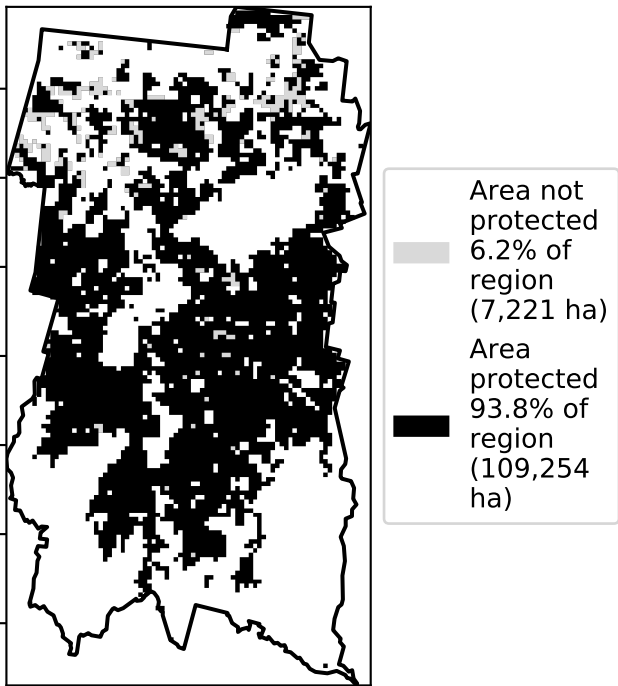 Area not
protected
6.2% of
region
(7,221 ha)
Area
protected
93.8% of
region
(109,254
ha)